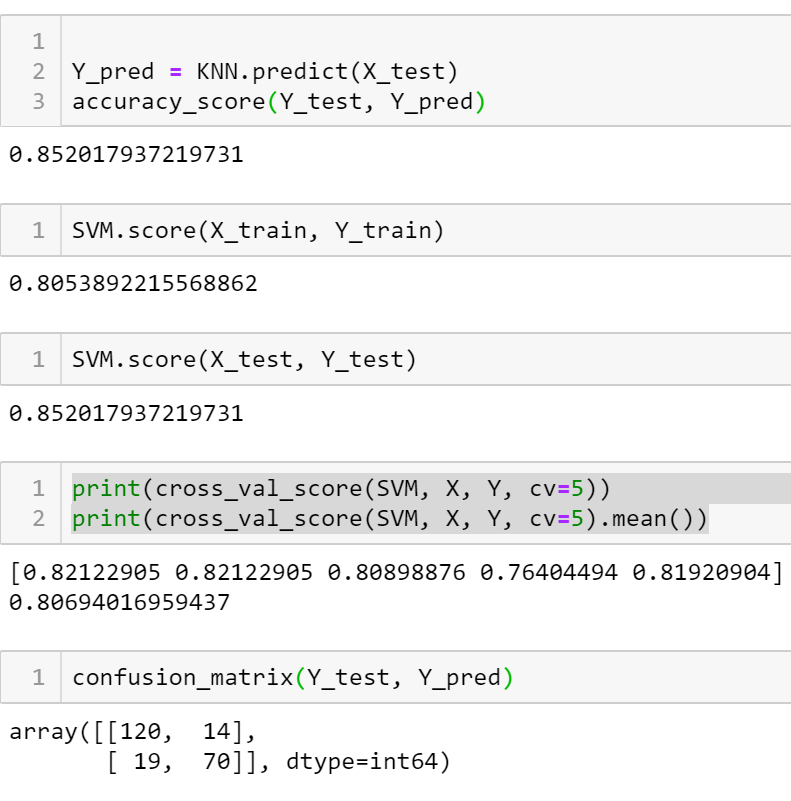 1
2 Y_pred = KNN.predict(X_test)
3 accuracy_score(Y_test, Y_pred)
0.852017937219731
1 SVM.score(X_train, Y_train)
0.8053892215568862
1 SVM.score(X_test, Y_test)
0.852017937219731
1 print(cross_val_score(SVM, X, Y, cv=5))
2 print(cross_val_score(SVM, X, Y, cv=5).mean())
[0.82122905 0.82122905 0.80898876 0.76404494 0.81920904]
0.80694016959437
1 confusion_matrix(Y_test, Y_pred)
array([[120,  14],
       [ 19,  70]], dtype=int64)